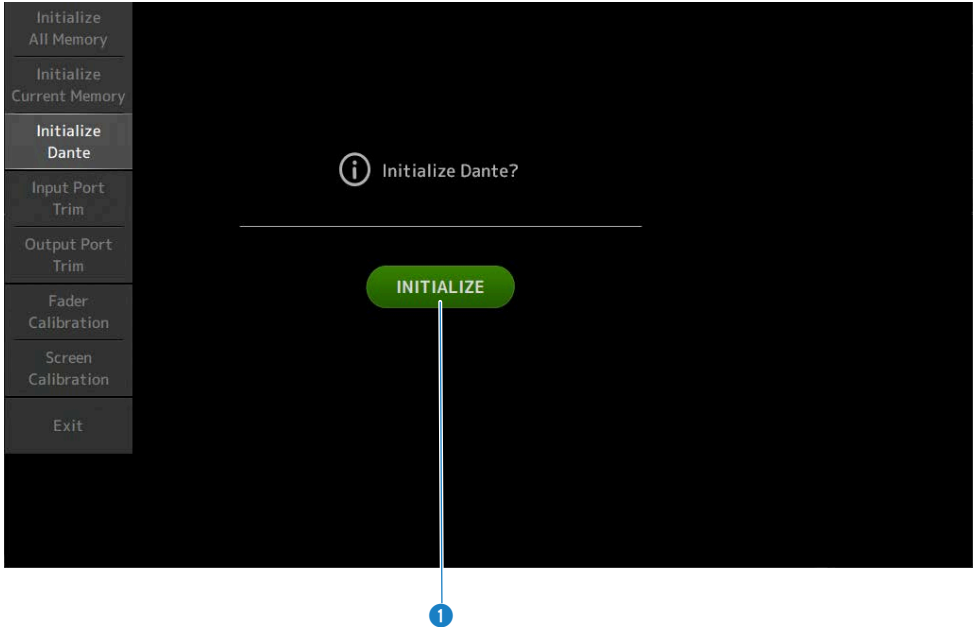 Initialize
All Memory
Initialize
Current Memory
Initialize
Dante
Input Port
Trim
Output Port
Trim
Fader
Calibration
Screen
Calibration
Exit
Initialize Dante?
INITIALIZE
1